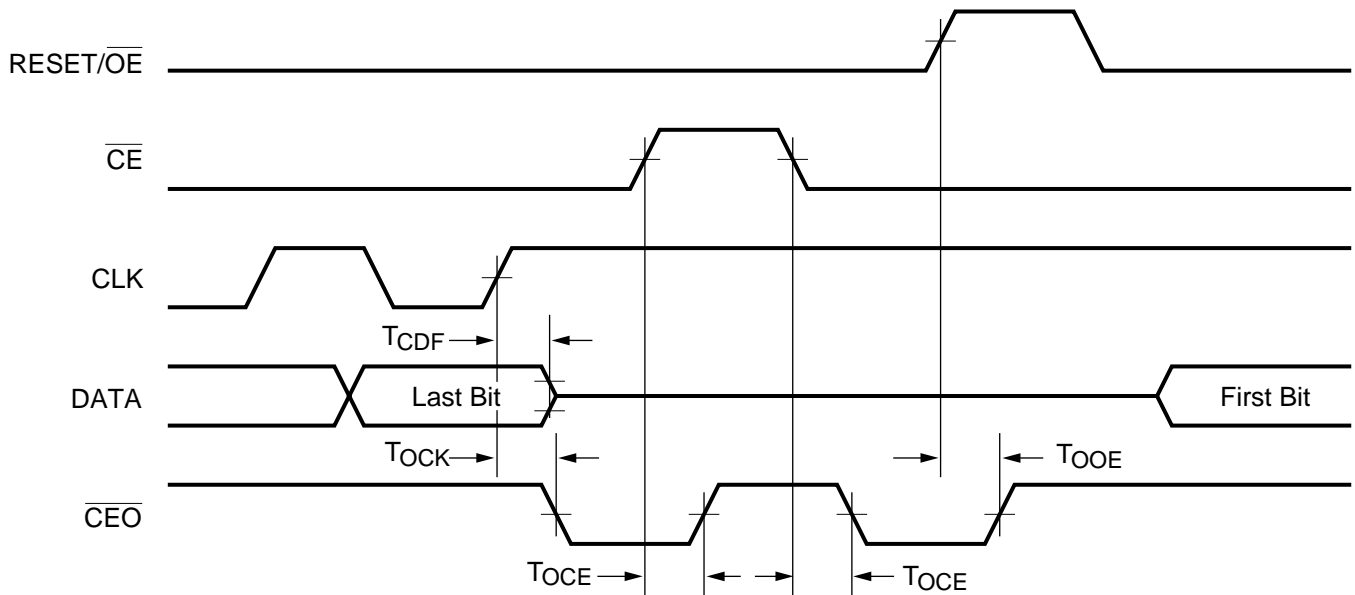 RESET/OE
CE
CLK
TCDF
DATA
Last Bit
First Bit
TOCK
TOOE
CEO
TOCE
TOCE